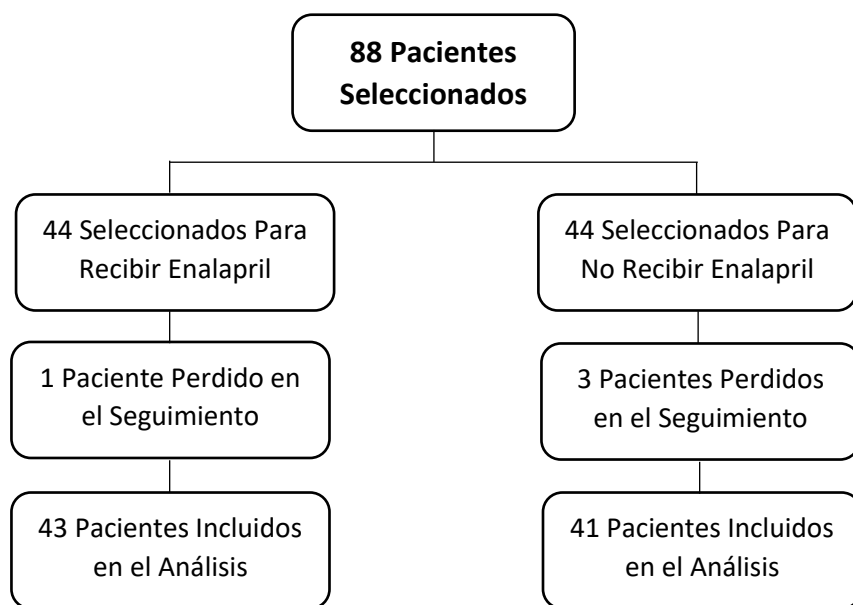 88 Pacientes
Seleccionados
44 Seleccionados Para
Recibir Enalapril
44 Seleccionados Para
No Recibir Enalapril
1 Paciente Perdido en
el Seguimiento
3 Pacientes Perdidos
en el Seguimiento
43 Pacientes Incluidos
en el Análisis
41 Pacientes Incluidos
en el Análisis